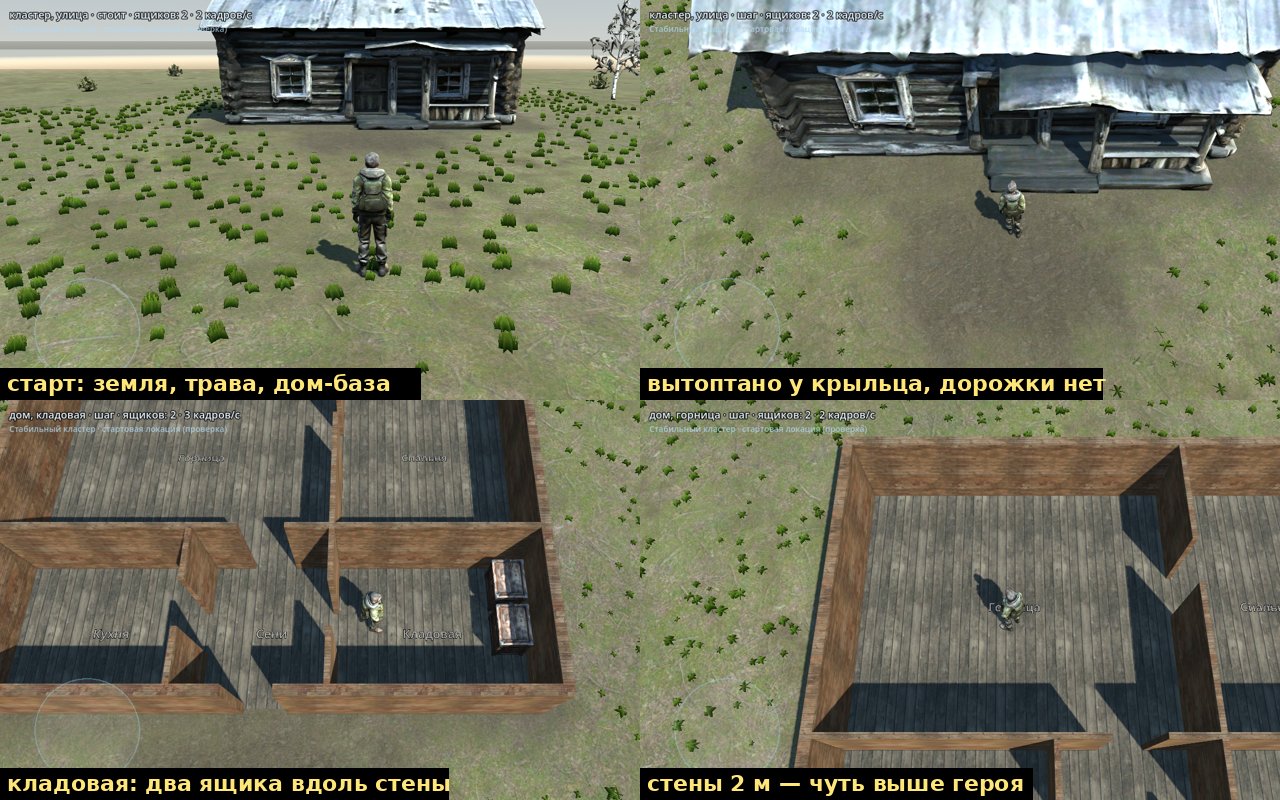 кластер, улица · стоит · ящиков: 2 · 2 кадров/с
старт: земля, трава, дом-база
кластер, улица · шаг · ящиков: 2 · 2 кадров/с
вытоптано у крыльца, дорожки нет
дом, кладовая · шаг · ящиков: 2 · 3 кадров/с
Стабильный кластер · стартовая локация (проверка)
Горница
Спальня
Кухня
Сени
Кладовая
кладовая: два ящика вдоль стены
дом, горница · шаг · ящиков: 2 · 2 кадров/с
Стабильный кластер · стартовая локация (проверка)
стены 2 м — чуть выше героя